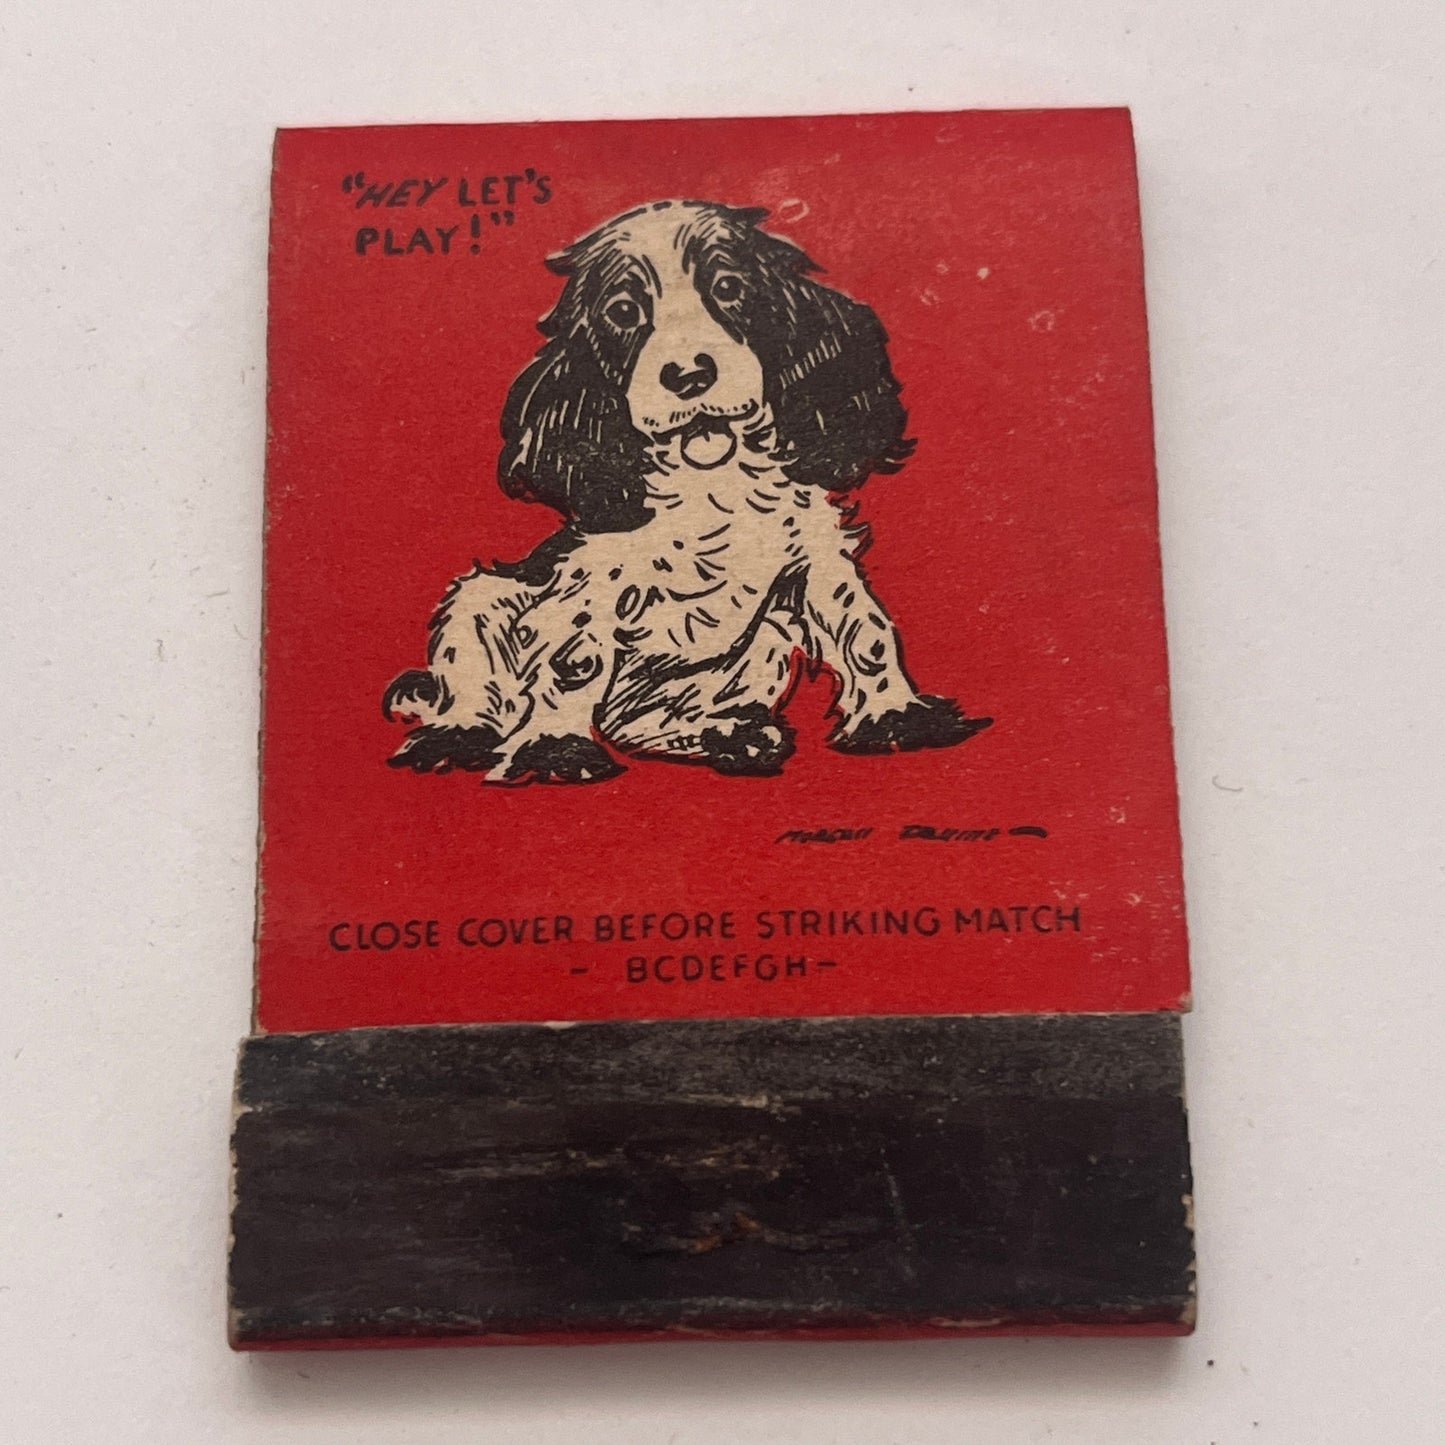 "HEY LET'S
PLAY!"
CLOSE COVER BEFORE STRIKING MATCH
- BCDEFGH -